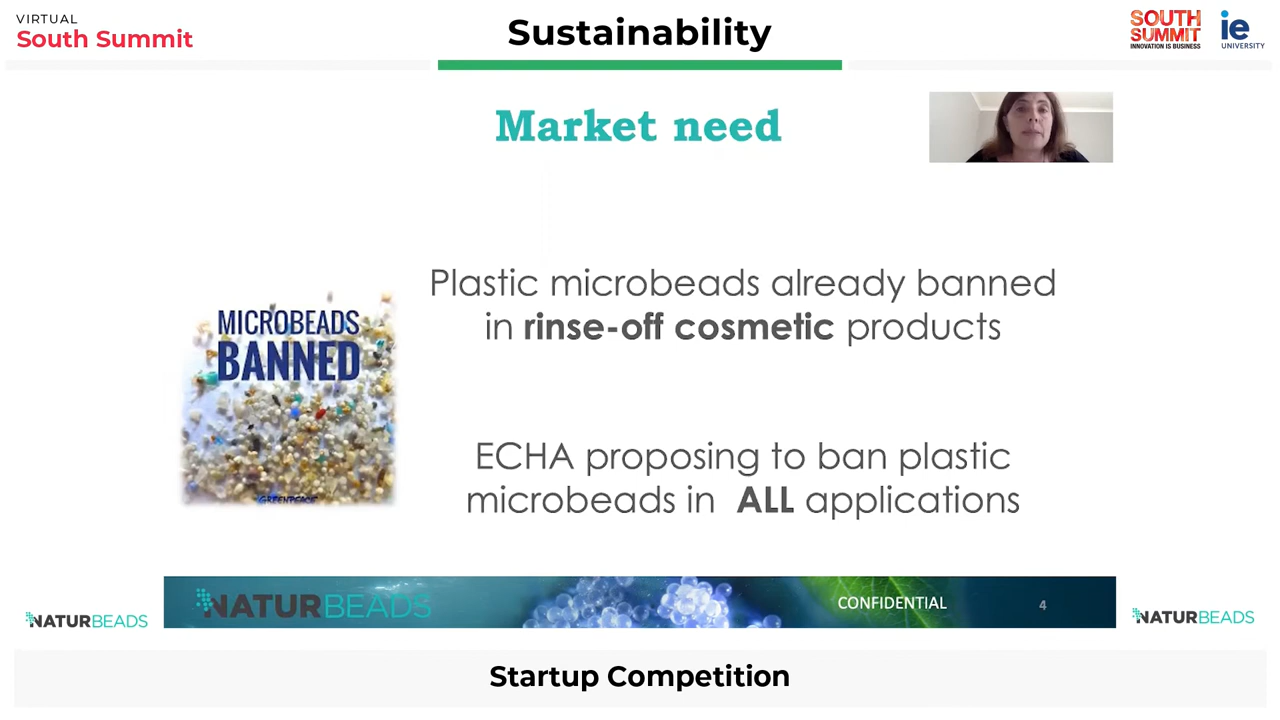 VIRTUAL
South Summit
Sustainability
SOUTH
SUMMIT
INNOVATION IS BUSINESS
ie
UNIVERSITY
Market need
Plastic microbeads already banned
in rinse-off cosmetic products
MICROBEADS
BANNED
GREENPEACE
ECHA proposing to ban plastic
microbeads in ALL applications
NATURBEADS
CONFIDENTIAL
4
NATURBEADS
NATURBEADS
Startup Competition